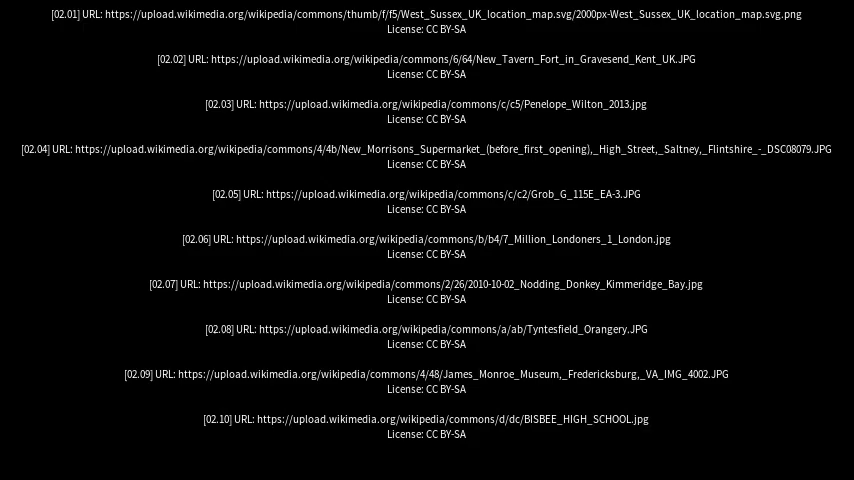 [02.01] URL: https://upload.wikimedia.org/wikipedia/commons/thumb/f/f5/West_Sussex_UK_location_map.svg/2000px-West_Sussex_UK_location_map.svg.png
License: CC BY-SA
[02.02] URL: https://upload.wikimedia.org/wikipedia/commons/6/64/New_Tavern_Fort_in_Gravesend_Kent_UK.JPG
License: CC BY-SA
[02.03] URL: https://upload.wikimedia.org/wikipedia/commons/c/c5/Penelope_Wilton_2013.jpg
License: CC BY-SA
[02.04] URL: https://upload.wikimedia.org/wikipedia/commons/4/4b/New_Morrisons_Supermarket_(before_first_opening),_High_Street,_Saltney,_Flintshire_-_DSC08079.JPG
License: CC BY-SA
[02.05] URL: https://upload.wikimedia.org/wikipedia/commons/c/c2/Grob_G_115E_EA-3.JPG
License: CC BY-SA
[02.06] URL: https://upload.wikimedia.org/wikipedia/commons/b/b4/7_Million_Londoners_1_London.jpg
License: CC BY-SA
[02.07] URL: https://upload.wikimedia.org/wikipedia/commons/2/26/2010-10-02_Nodding_Donkey_Kimmeridge_Bay.jpg
License: CC BY-SA
[02.08] URL: https://upload.wikimedia.org/wikipedia/commons/a/ab/Tyntesfield_Orangery.JPG
License: CC BY-SA
[02.09] URL: https://upload.wikimedia.org/wikipedia/commons/4/48/James_Monroe_Museum,_Fredericksburg,_VA_IMG_4002.JPG
License: CC BY-SA
[02.10] URL: https://upload.wikimedia.org/wikipedia/commons/d/dc/BISBEE_HIGH_SCHOOL.jpg
License: CC BY-SA